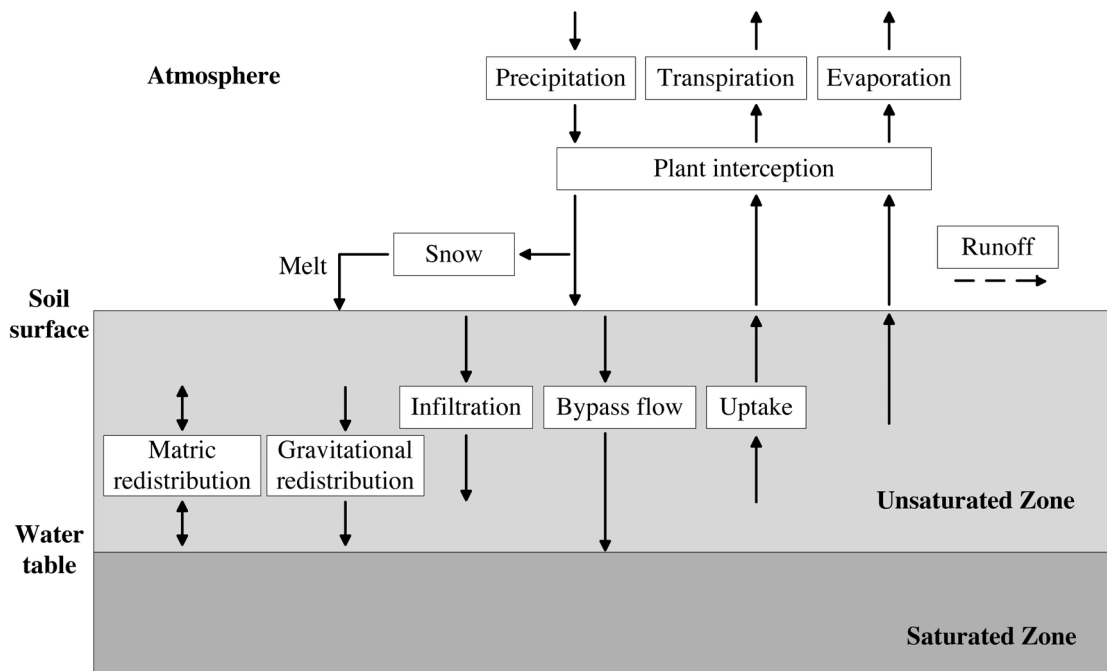 Atmosphere
Precipitation
Transpiration
Evaporation
Plant interception
Snow
Melt
Runoff
Soil
surface
Infiltration
Bypass flow
Uptake
Matric
redistribution
Gravitational
redistribution
Unsaturated Zone
Water
table
Saturated Zone